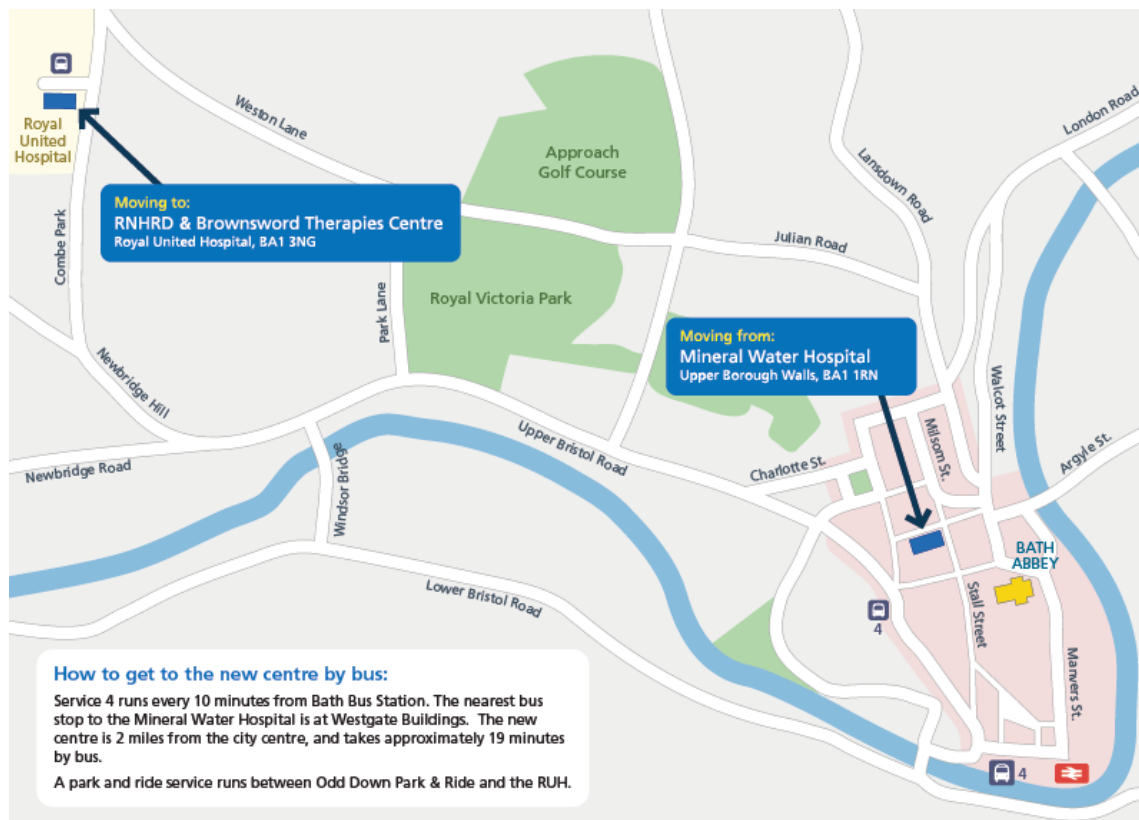 Weston Lane
Approach
Golf Course
London Road
Lansdown Road
Royal
United
Hospital
Moving to:
RNHRD & Brownsword Therapies Centre
Royal United Hospital, BA1 3NG
Combe Park
Julian Road
Park Lane
Royal Victoria Park
Moving from:
Mineral Water Hospital
Upper Borough Walls, BA1 1RN
Newbridge Hill
Walcot Street
Milsom St.
Upper Bristol Road
Argyle St.
Newbridge Road
Windsor Bridge
Charlotte St.
BATH
ABBEY
Lower Bristol Road
Stall Street
4
Manvers St.
How to get to the new centre by bus:
Service 4 runs every 10 minutes from Bath Bus Station. The nearest bus
stop to the Mineral Water Hospital is at Westgate Buildings. The new
centre is 2 miles from the city centre, and takes approximately 19 minutes
by bus.
A park and ride service runs between Odd Down Park & Ride and the RUH.
4